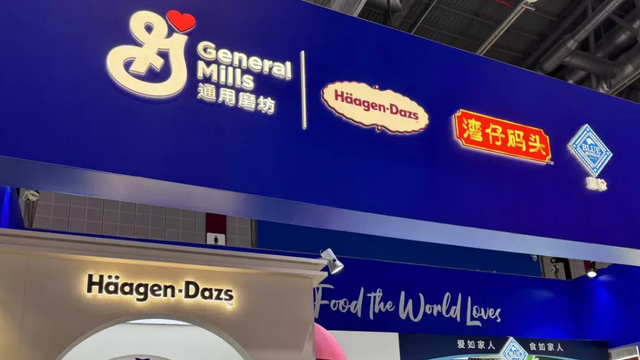 General
Mills
通用磨坊
Häagen-Dazs
湾仔码头
BLUE
Häagen-Dazs
Food the World Loves
爱如家人
食如家人